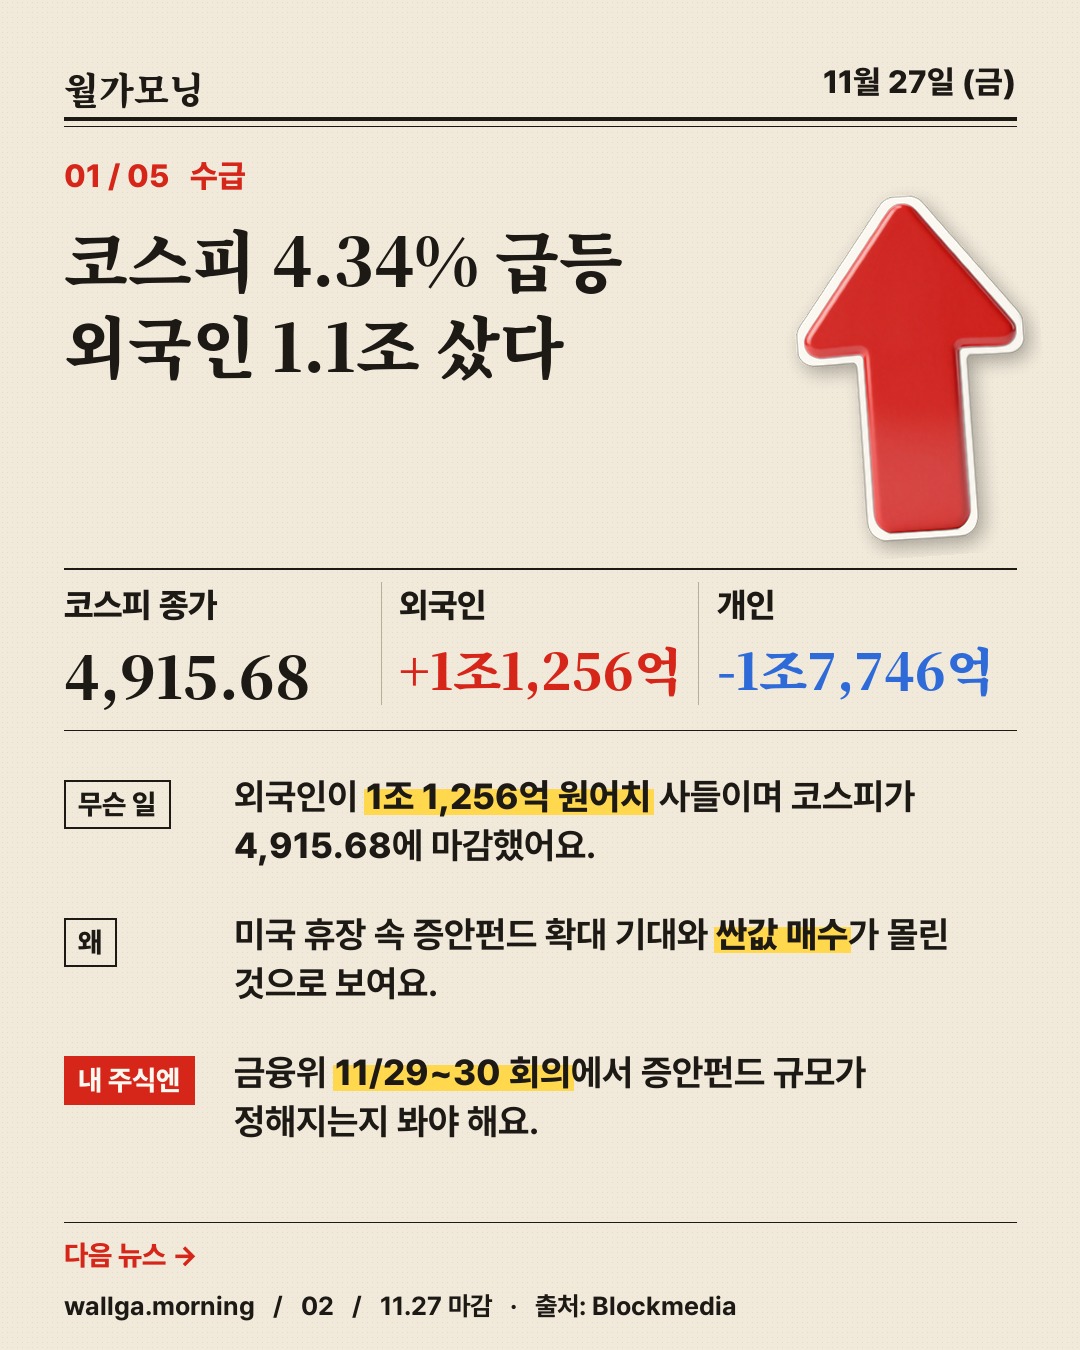 월가모닝
11월 27일 (금)
01 / 05 수급
코스피 4.34% 급등
외국인 1.1조 샀다
코스피 종가
4,915.68
외국인
+1조1,256억
개인
-1조7,746억
무슨 일
외국인이 1조 1,256억 원어치 사들이며 코스피가
4,915.68에 마감했어요.
왜
미국 휴장 속 증안펀드 확대 기대와 싼값 매수가 몰린
것으로 보여요.
내 주식엔
금융위 11/29~30 회의에서 증안펀드 규모가
정해지는지 봐야 해요.
다음 뉴스 →
wallga.morning / 02 / 11.27 마감 · 출처: Blockmedia